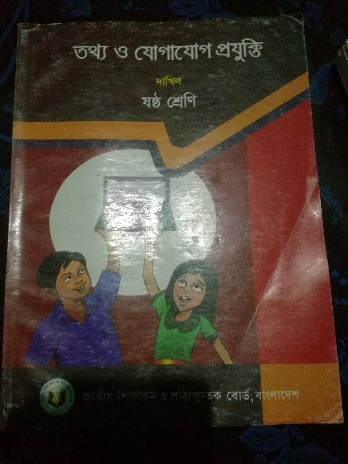 তথ্য ও যোগাযোগ প্রযুক্তি
দাখিল
ষষ্ঠ শ্রেণি
জাতীয় শিক্ষাক্রম ও পাঠ্যপুস্তক বোর্ড, বাংলাদেশ